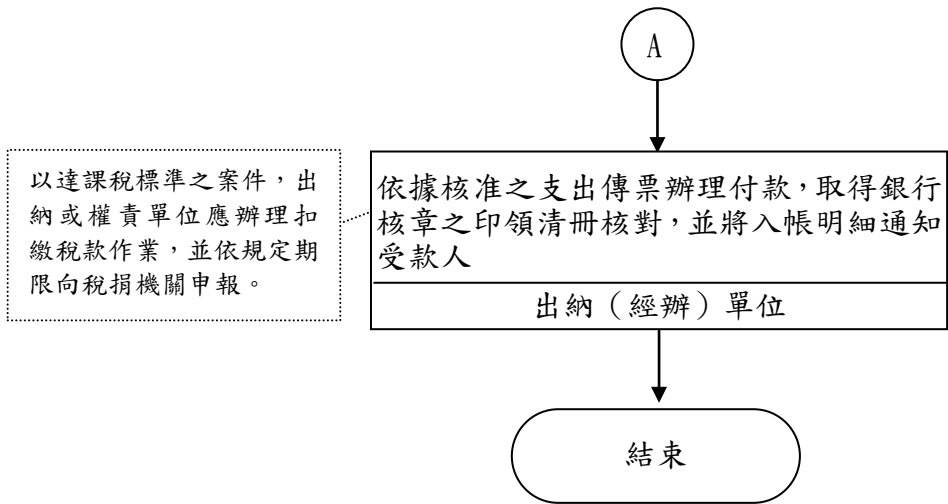 A
以達課稅標準之案件，出
納或權責單位應辦理扣
繳稅款作業，並依規定期
限向稅捐機關申報。
依據核准之支出傳票辦理付款，取得銀行
核章之印領清冊核對，並將入帳明細通知
受款人
出納（經辦）單位
結束